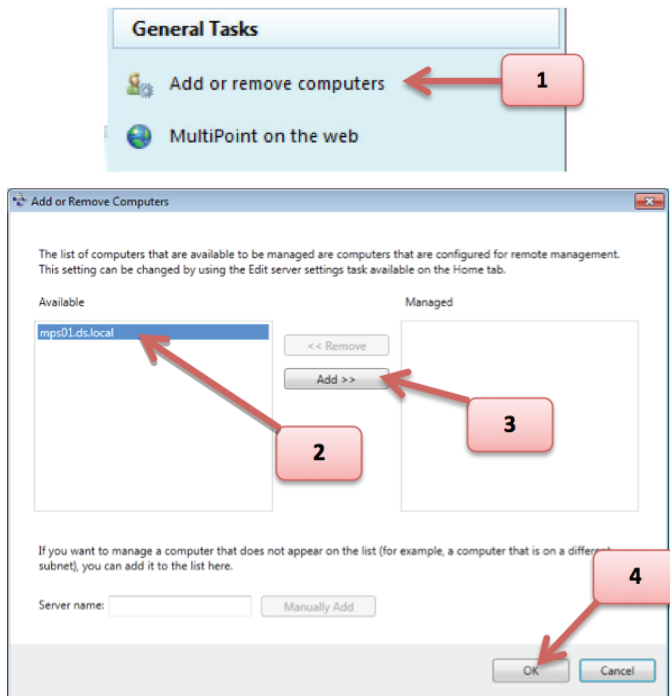 General Tasks
Add or remove computers
1
MultiPoint on the web
Add or Remove Computers
The list of computers that are available to be managed are computers that are configured for remote management.
This setting can be changed by using the Edit server settings task available on the Home tab.
Available
Managed
mps01.ds.local
<< Remove
Add >>
3
2
If you want to manage a computer that does not appear on the list (for example, a computer that is on a different
subnet), you can add it to the list here.
4
Server name:
Manually Add
OK
Cancel